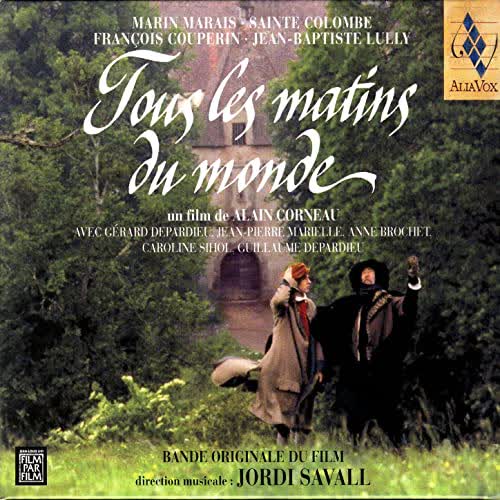 MARIN MARAIS · SAINTE COLOMBE
FRANÇOIS COUPERIN · JEAN-BAPTISTE LULLY
ALIAVOX
Tous les matins
du monde
un film de ALAIN CORNEAU
AVEC GÉRARD DEPARDIEU, JEAN-PIERRE MARIELLE, ANNE BROCHET,
CAROLINE SIHOL, GUILLAUME DEPARDIEU
BANDE ORIGINALE DU FILM
direction musicale : JORDI SAVALL
FILM
PAR
FILM